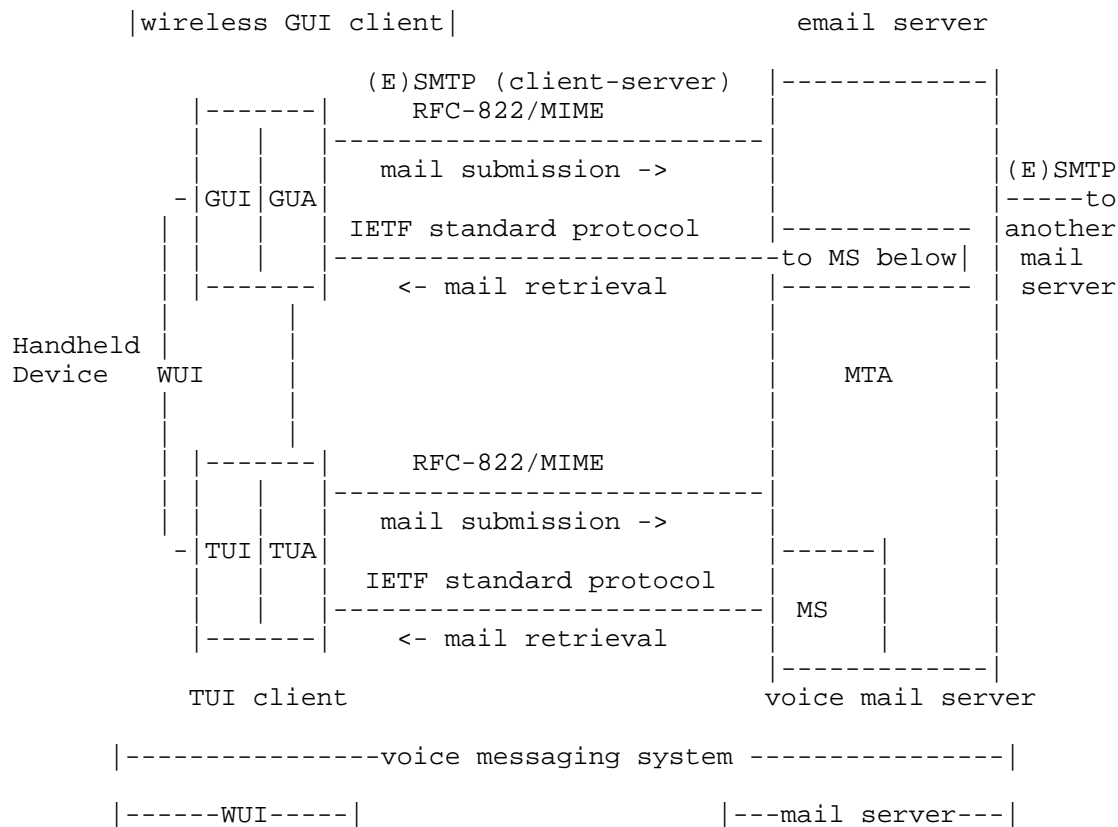 |wireless GUI client| email server
(E)SMTP (client-server) |-------------|
|-------| RFC-822/MIME | |
| | |---------------------------| |
| | | mail submission -> | |(E)SMTP
-|GUI|GUA| | |-----to
| | | | IETF standard protocol |------------ |another
| | | |----------------------------to MS below| | mail
| |-------| <- mail retrieval |------------ | server
| | | |
Handheld | | | |
Device WUI | | MTA |
| | | |
| | | |
| |-------| RFC-822/MIME | |
| | | |---------------------------| |
| | | | mail submission -> | |
-|TUI|TUA| |------| |
| | | IETF standard protocol | | |
| | |---------------------------| MS | |
|-------| <- mail retrieval | | |
|-------------|
TUI client voice mail server
|----------------voice messaging system ----------------|
|------WUI-----| |---mail server---|